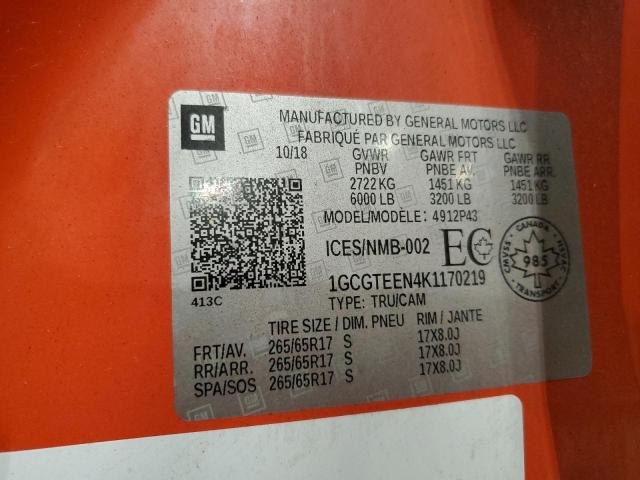 GM
MANUFACTURED BY GENERAL MOTORS LLC
FABRIQUÉ PAR GENERAL MOTORS LLC
10/18 GVWR GAWR FRT GAWR RR
PNBV PNBE AV. PNBE ARR.
2722 KG 1451 KG 1451 KG
6000 LB 3200 LB 3200 LB
MODEL/MODÈLE: 4912P43
ICES/NMB-002 EC
CANADA
CMVSS 985 NSVAC
1GCGTEEN4K1170219
413C TYPE: TRU/CAM
TIRE SIZE / DIM. PNEU RIM / JANTE
FRT/AV. 265/65R17 S 17X8.0J
RR/ARR. 265/65R17 S 17X8.0J
SPA/SOS 265/65R17 S 17X8.0J